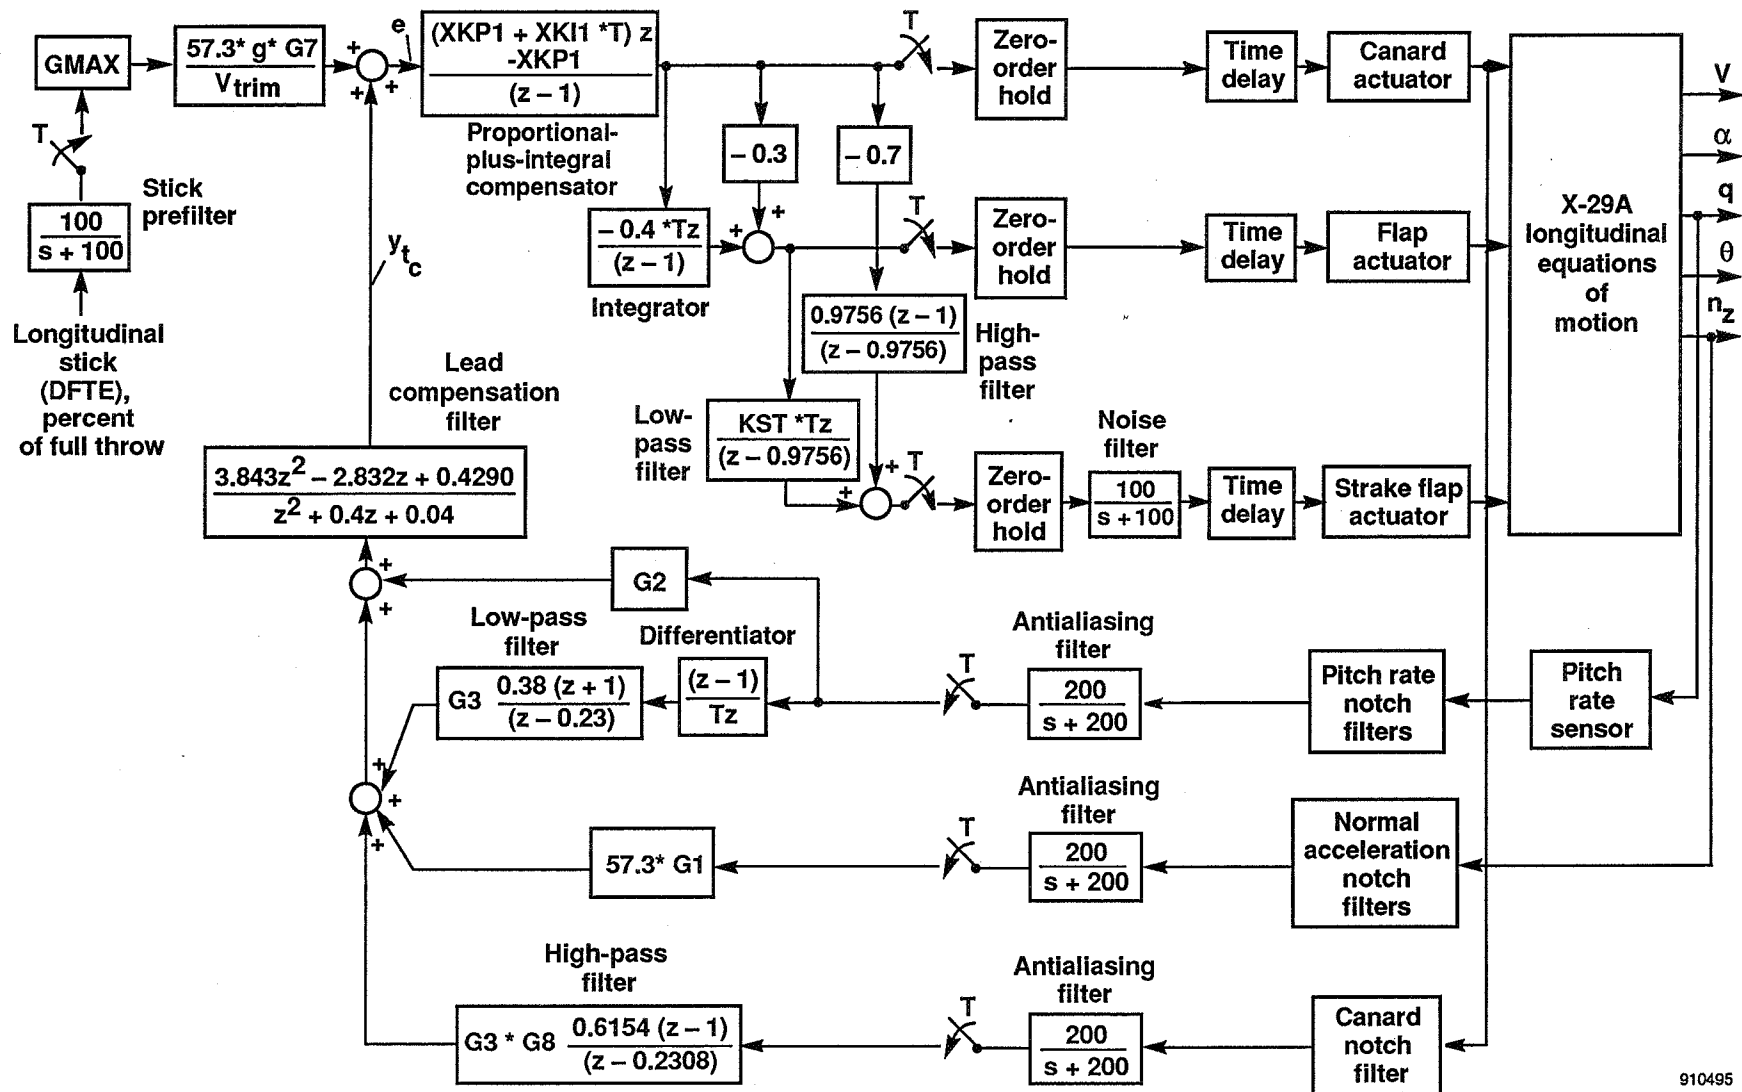 GMAX
57.3* g* G7
Vtrim
+
+
+
e
(XKP1 + XKI1 *T) z
-XKP1
(z – 1)
Proportional-
plus-integral
compensator
T
Zero-
order
hold
Time
delay
Canard
actuator
V
α
q
θ
nz
X-29A
longitudinal
equations
of
motion
T
Stick
prefilter
100
s + 100
Longitudinal
stick
(DFTE),
percent
of full throw
ytc
– 0.3
– 0.7
– 0.4 *Tz
(z – 1)
Integrator
+
+
T
Zero-
order
hold
Time
delay
Flap
actuator
0.9756 (z – 1)
(z – 0.9756)
High-
pass
filter
Low-
pass
filter
KST *Tz
(z – 0.9756)
+
+
T
Zero-
order
hold
Noise
filter
100
s + 100
Time
delay
Strake flap
actuator
Lead
compensation
filter
3.843z2 – 2.832z + 0.4290
z2 + 0.4z + 0.04
+
+
G2
Low-pass
filter
G3
0.38 (z + 1)
(z – 0.23)
Differentiator
(z – 1)
Tz
T
Antialiasing
filter
200
s + 200
Pitch rate
notch
filters
Pitch
rate
sensor
+
+
+
57.3* G1
T
Antialiasing
filter
200
s + 200
Normal
acceleration
notch
filters
High-pass
filter
G3 * G8
0.6154 (z – 1)
(z – 0.2308)
T
Antialiasing
filter
200
s + 200
Canard
notch
filter
910495